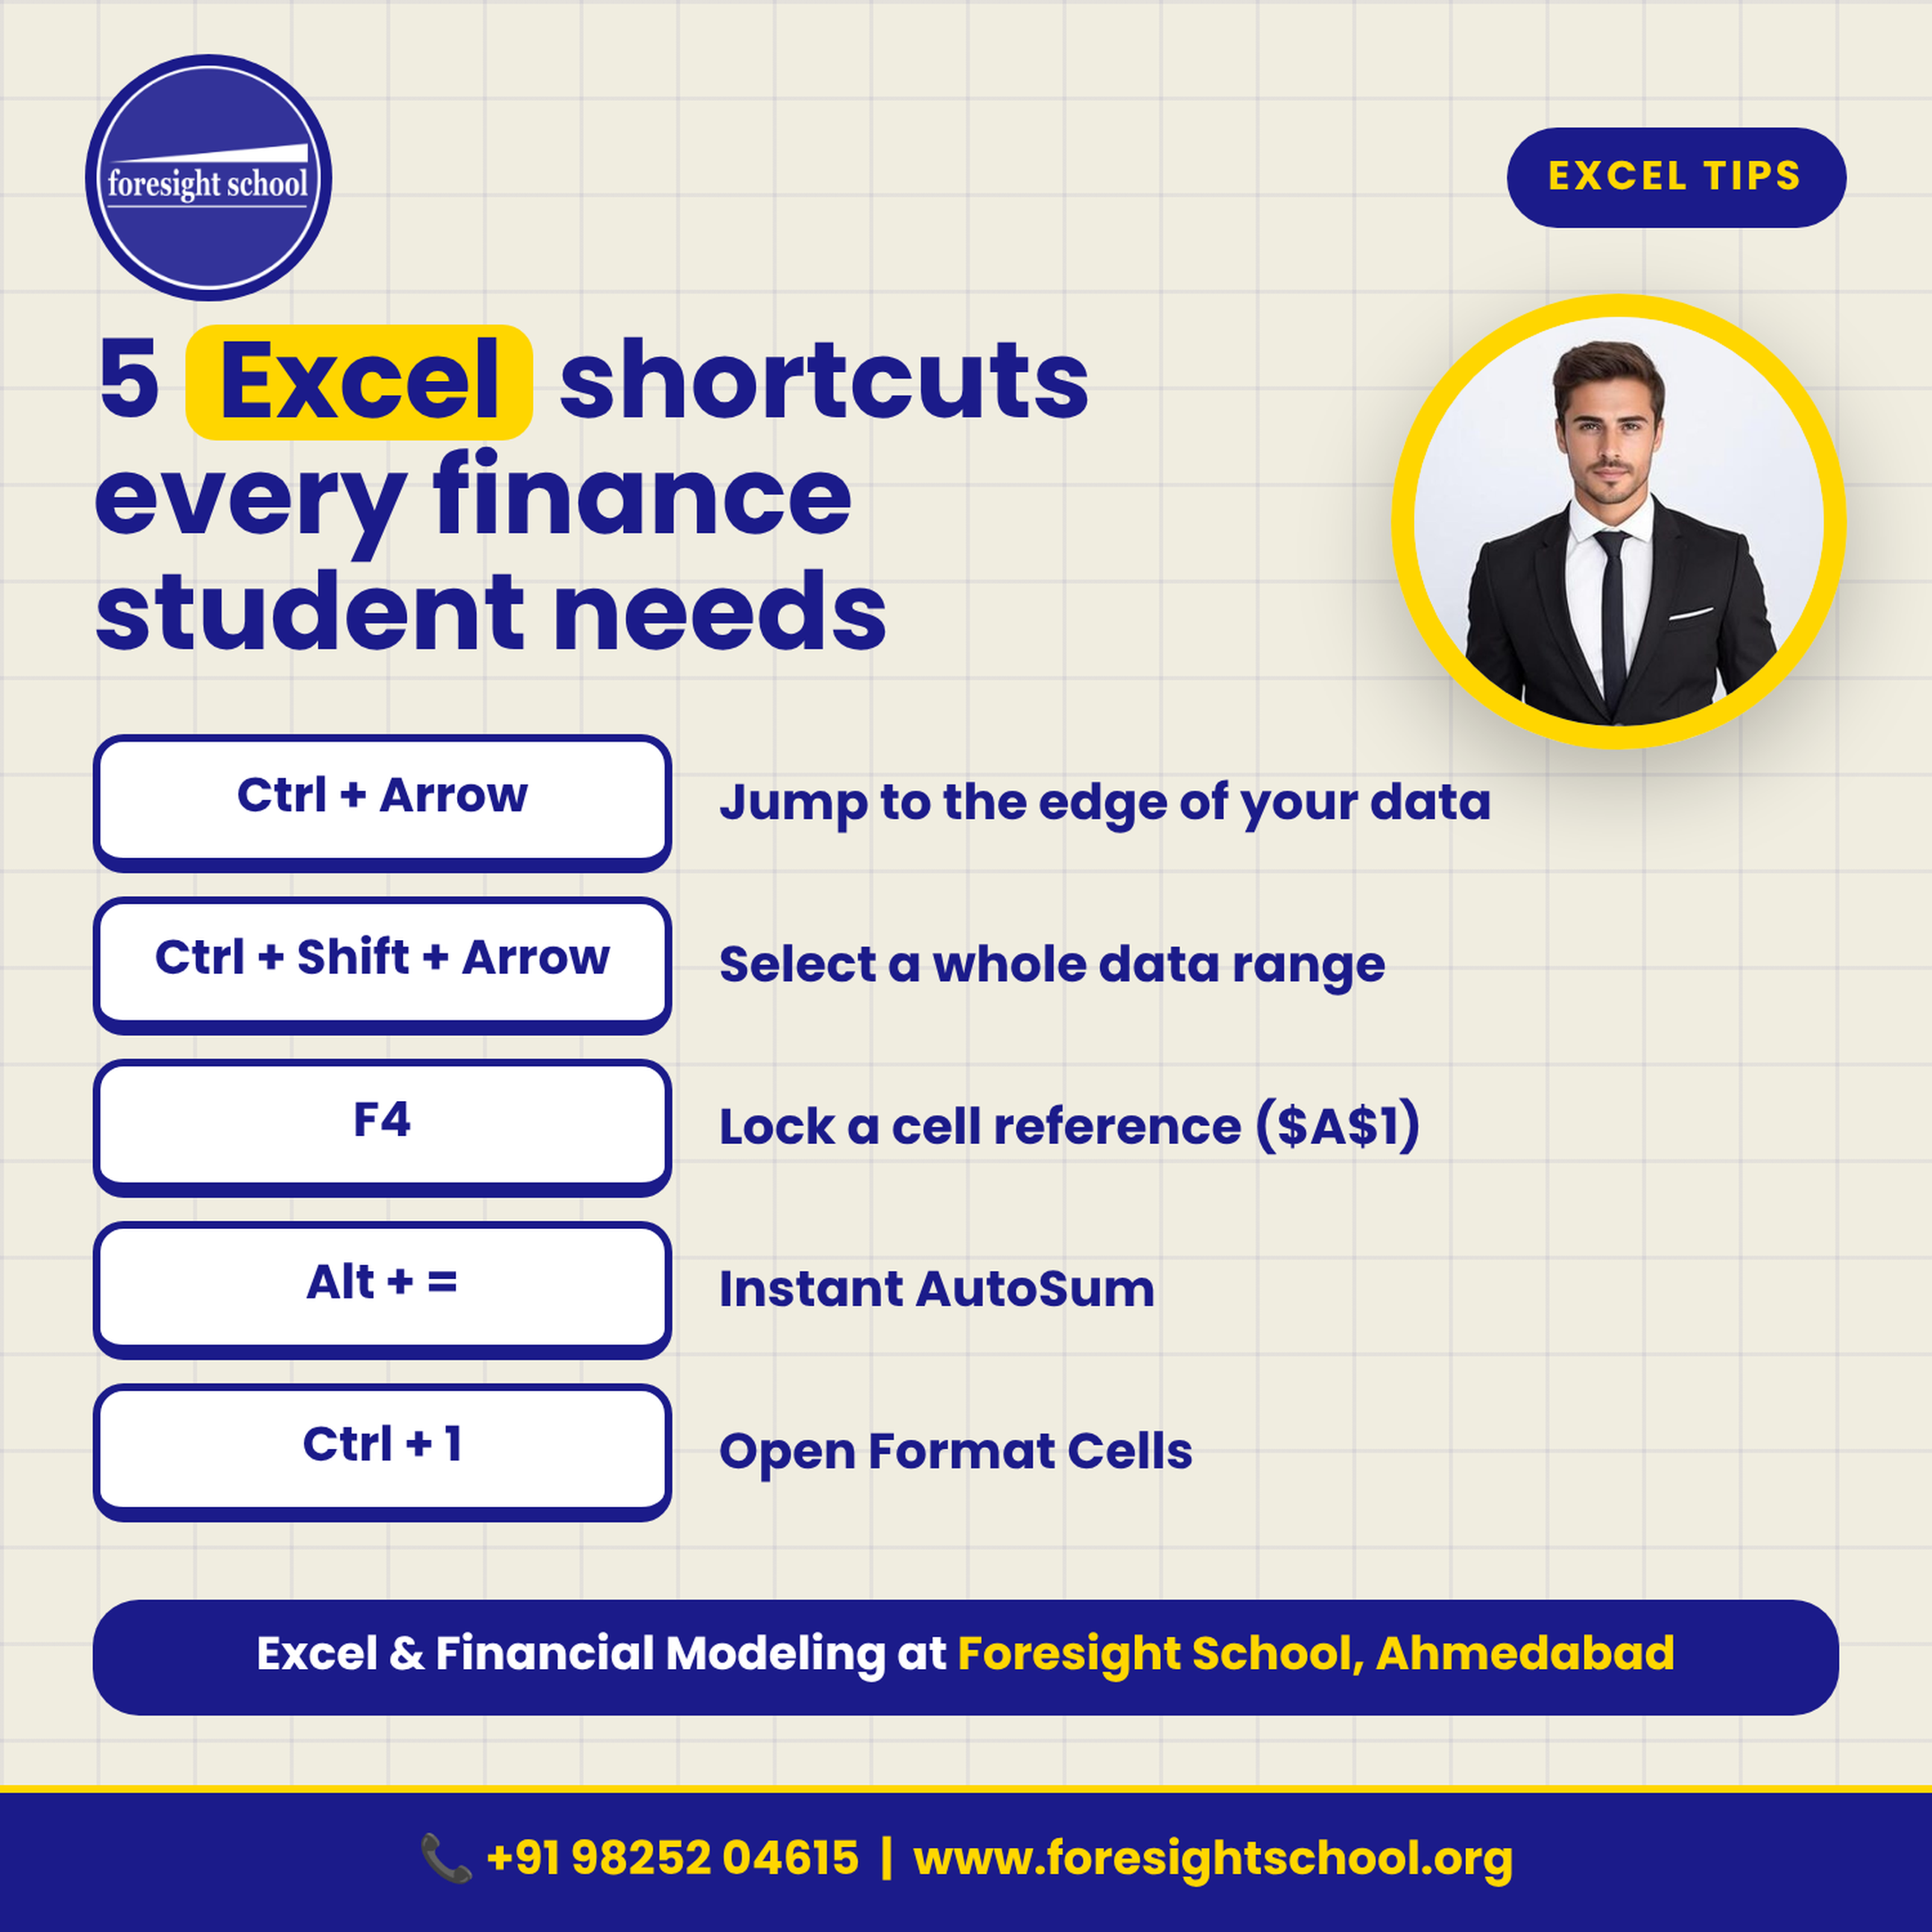 foresight school
EXCEL TIPS
5 Excel shortcuts
every finance
student needs
Ctrl + Arrow
Jump to the edge of your data
Ctrl + Shift + Arrow
Select a whole data range
F4
Lock a cell reference ($A$1)
Alt + =
Instant AutoSum
Ctrl + 1
Open Format Cells
Excel & Financial Modeling at Foresight School, Ahmedabad
+91 98252 04615 | www.foresightschool.org